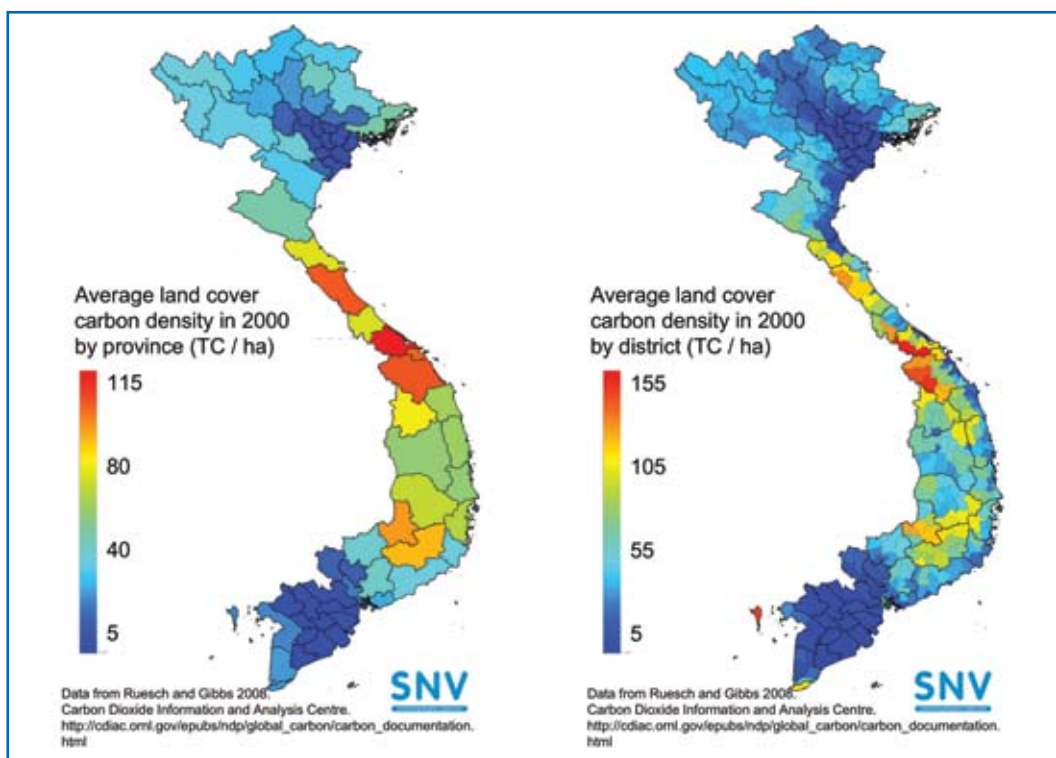 Average land cover
carbon density in 2000
by province (TC / ha)
115
80
40
5
Data from Ruesch and Gibbs 2008.
Carbon Dioxide Information and Analysis Centre.
http://cdiac.ornl.gov/epubs/ndp/global_carbon/carbon_documentation.
html
SNV
Average land cover
carbon density in 2000
by district (TC / ha)
155
105
55
5
Data from Ruesch and Gibbs 2008.
Carbon Dioxide Information and Analysis Centre.
http://cdiac.ornl.gov/epubs/ndp/global_carbon/carbon_documentation.
html
SNV